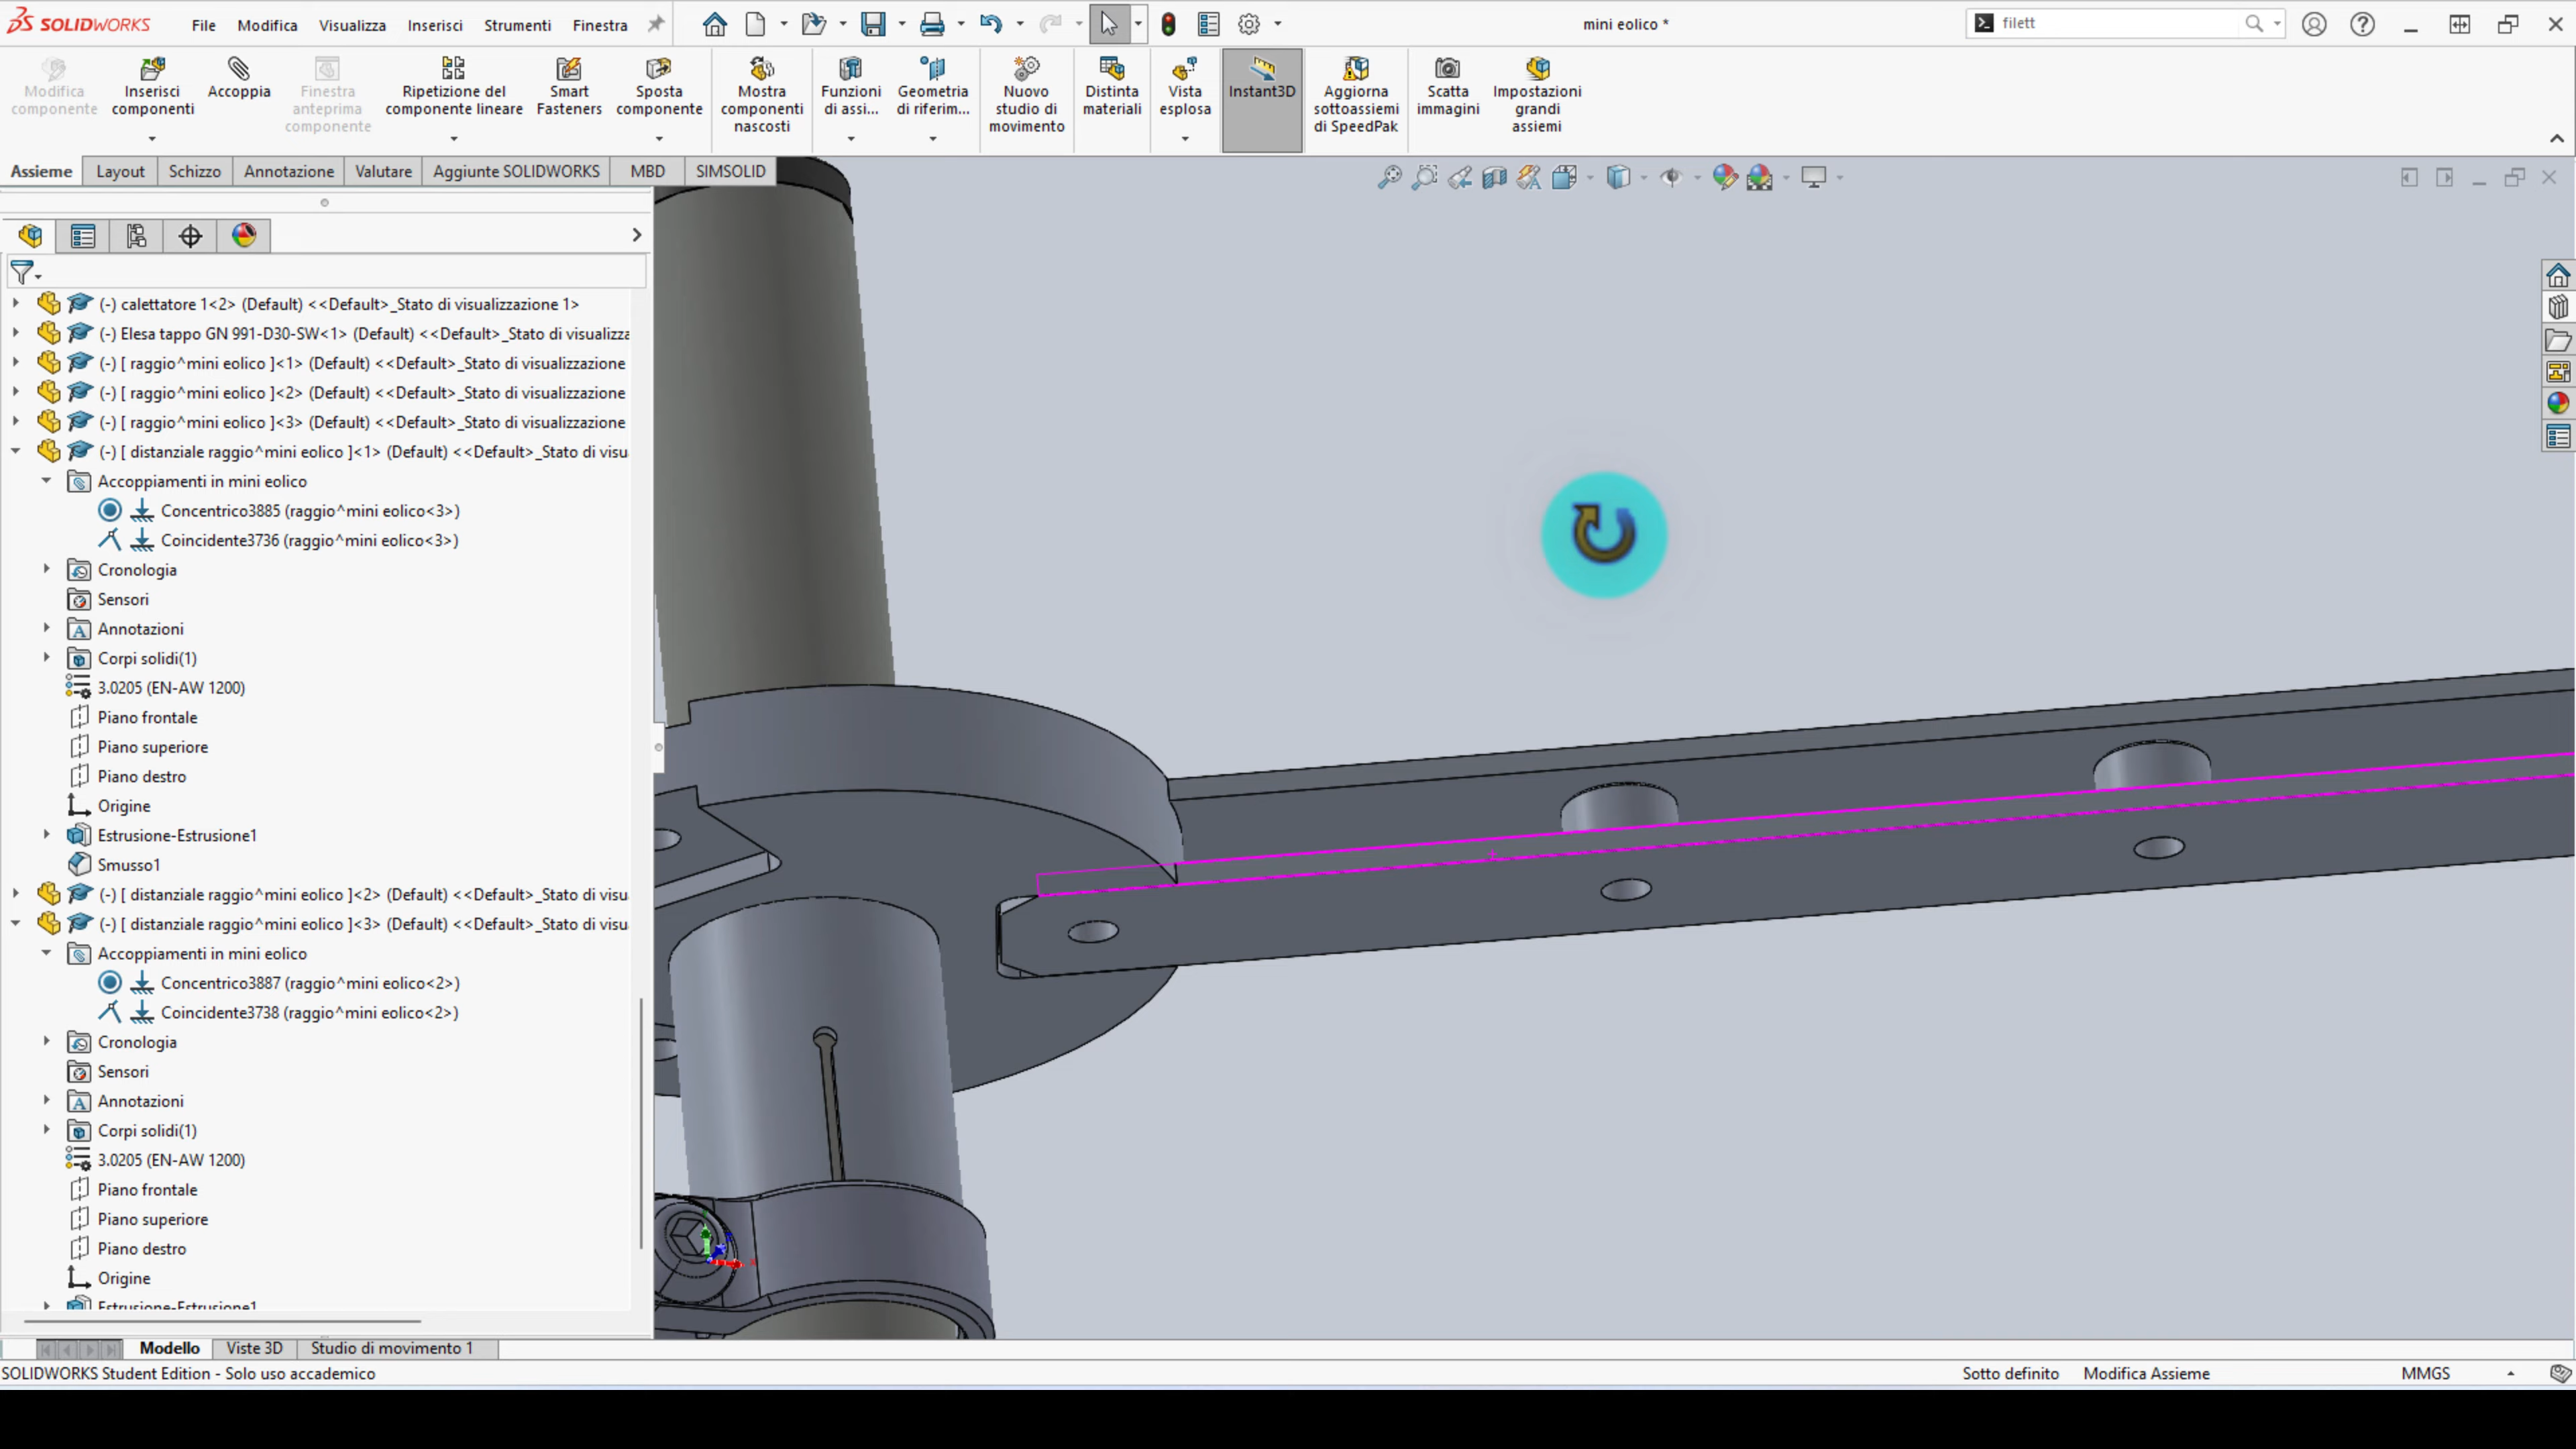 SOLIDWORKS File Modifica Visualizza Inserisci Strumenti Finestra mini eolico * filett
Modifica componente
Inserisci componenti
Accoppia
Finestra anteprima componente
Ripetizione del componente lineare
Smart Fasteners
Sposta componente
Mostra componenti nascosti
Funzioni di assi...
Geometria di riferim...
Nuovo studio di movimento
Distinta materiali
Vista esplosa
Instant3D
Aggiorna sottoassiemi di SpeedPak
Scatta immagini
Impostazioni grandi assiemi
Assieme Layout Schizzo Annotazione Valutare Aggiunte SOLIDWORKS MBD SIMSOLID
(-) calettatore 1<2> (Default) <<Default>_Stato di visualizzazione 1>
(-) Elesa tappo GN 991-D30-SW<1> (Default) <<Default>_Stato di visualizza
(-) [ raggio^mini eolico ]<1> (Default) <<Default>_Stato di visualizzazione
(-) [ raggio^mini eolico ]<2> (Default) <<Default>_Stato di visualizzazione
(-) [ raggio^mini eolico ]<3> (Default) <<Default>_Stato di visualizzazione
(-) [ distanziale raggio^mini eolico ]<1> (Default) <<Default>_Stato di visu
Accoppiamenti in mini eolico
Concentrico3885 (raggio^mini eolico<3>)
Coincidente3736 (raggio^mini eolico<3>)
Cronologia
Sensori
Annotazioni
Corpi solidi(1)
3.0205 (EN-AW 1200)
Piano frontale
Piano superiore
Piano destro
Origine
Estrusione-Estrusione1
Smusso1
(-) [ distanziale raggio^mini eolico ]<2> (Default) <<Default>_Stato di visu
(-) [ distanziale raggio^mini eolico ]<3> (Default) <<Default>_Stato di visu
Accoppiamenti in mini eolico
Concentrico3887 (raggio^mini eolico<2>)
Coincidente3738 (raggio^mini eolico<2>)
Cronologia
Sensori
Annotazioni
Corpi solidi(1)
3.0205 (EN-AW 1200)
Piano frontale
Piano superiore
Piano destro
Origine
Estrusione-Estrusione1
Modello Viste 3D Studio di movimento 1
SOLIDWORKS Student Edition - Solo uso accademico Sotto definito Modifica Assieme MMGS